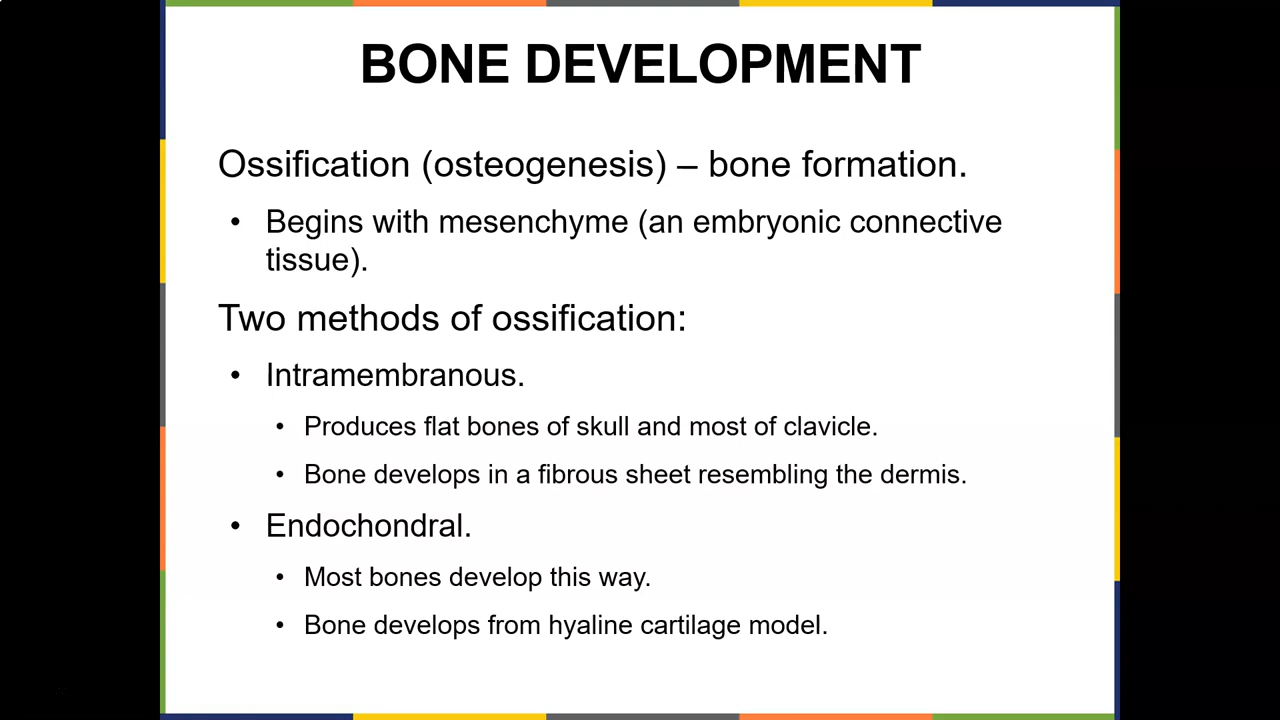 BONE DEVELOPMENT
Ossification (osteogenesis) – bone formation.
• Begins with mesenchyme (an embryonic connective
tissue).
Two methods of ossification:
• Intramembranous.
• Produces flat bones of skull and most of clavicle.
• Bone develops in a fibrous sheet resembling the dermis.
• Endochondral.
• Most bones develop this way.
• Bone develops from hyaline cartilage model.